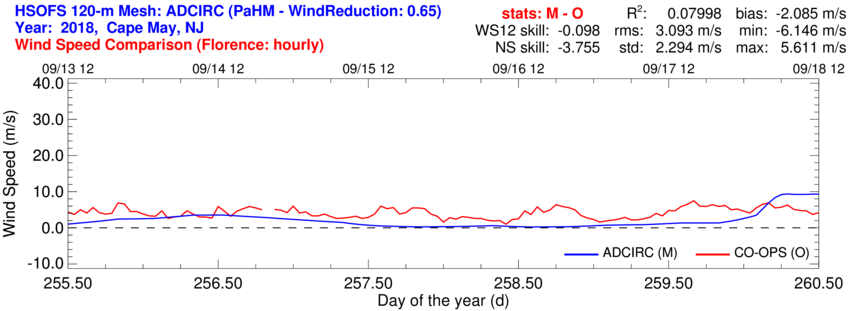 HSOFS 120-m Mesh: ADCIRC (PaHM - WindReduction: 0.65)
Year:  2018,  Cape May, NJ
Wind Speed Comparison (Florence: hourly)
stats: M - O   R2:   0.07998   bias: -2.085 m/s
WS12 skill: -0.098   rms:   3.093 m/s   min:   -6.146 m/s
NS skill: -3.755   std:   2.294 m/s   max:   5.611 m/s
09/13 12   09/14 12   09/15 12   09/16 12   09/17 12   09/18 12
40.0
30.0
20.0
10.0
0.0
-10.0
Wind Speed (m/s)
ADCIRC (M)   CO-OPS (O)
255.50   256.50   257.50   258.50   259.50   260.50
Day of the year (d)